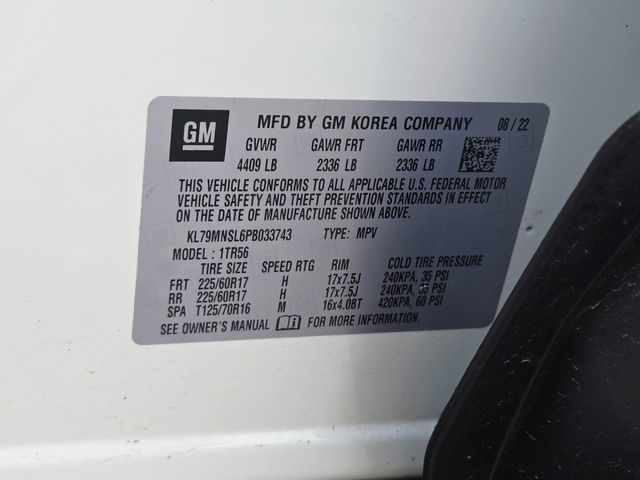 GM
MFD BY GM KOREA COMPANY 08/22
GVWR GAWR FRT GAWR RR
4409 LB 2336 LB 2336 LB
THIS VEHICLE CONFORMS TO ALL APPLICABLE U.S. FEDERAL MOTOR
VEHICLE SAFETY AND THEFT PREVENTION STANDARDS IN EFFECT
ON THE DATE OF MANUFACTURE SHOWN ABOVE.
KL79MNSL6PB033743 TYPE: MPV
MODEL : 1TR56
TIRE SIZE SPEED RTG RIM COLD TIRE PRESSURE
FRT 225/60R17 H 17x7.5J 240KPA, 35 PSI
RR 225/60R17 H 17x7.5J 240KPA, 35 PSI
SPA T125/70R16 M 16x4.0BT 420KPA, 60 PSI
SEE OWNER'S MANUAL FOR MORE INFORMATION.